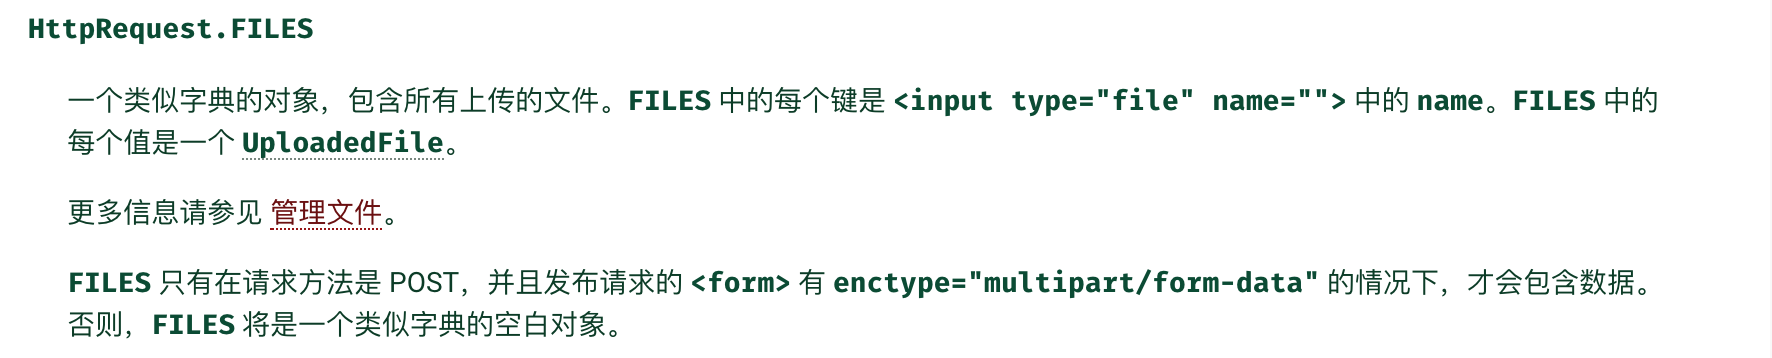 HttpRequest.FILES
一个类似字典的对象，包含所有上传的文件。FILES 中的每个键是 <input type="file" name=""> 中的 name。FILES 中的
每个值是一个 UploadedFile。
更多信息请参见 管理文件。
FILES 只有在请求方法是 POST，并且发布请求的 <form> 有 enctype="multipart/form-data" 的情况下，才会包含数据。
否则，FILES 将是一个类似字典的空白对象。